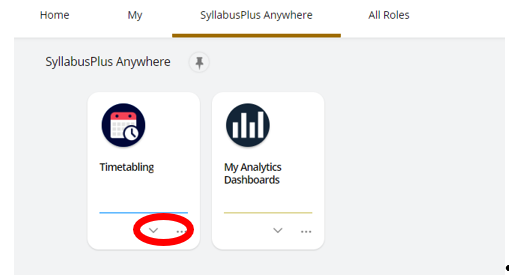 Home My SyllabusPlus Anywhere All Roles
SyllabusPlus Anywhere
Timetabling
My Analytics
Dashboards